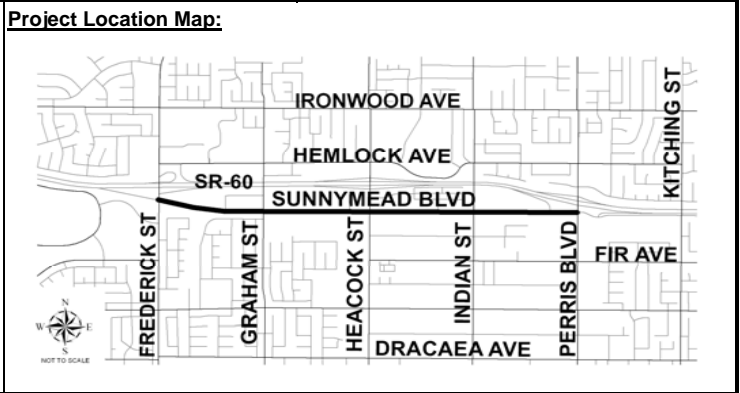 Project Location Map:
IRONWOOD AVE
HEMLOCK AVE
SR-60
SUNNYMEAD BLVD
KITCHING ST
FREDERICK ST
GRAHAM ST
HEACOCK ST
INDIAN ST
PERRIS BLVD
FIR AVE
DRACAEA AVE
N
W
E
S
NOT TO SCALE